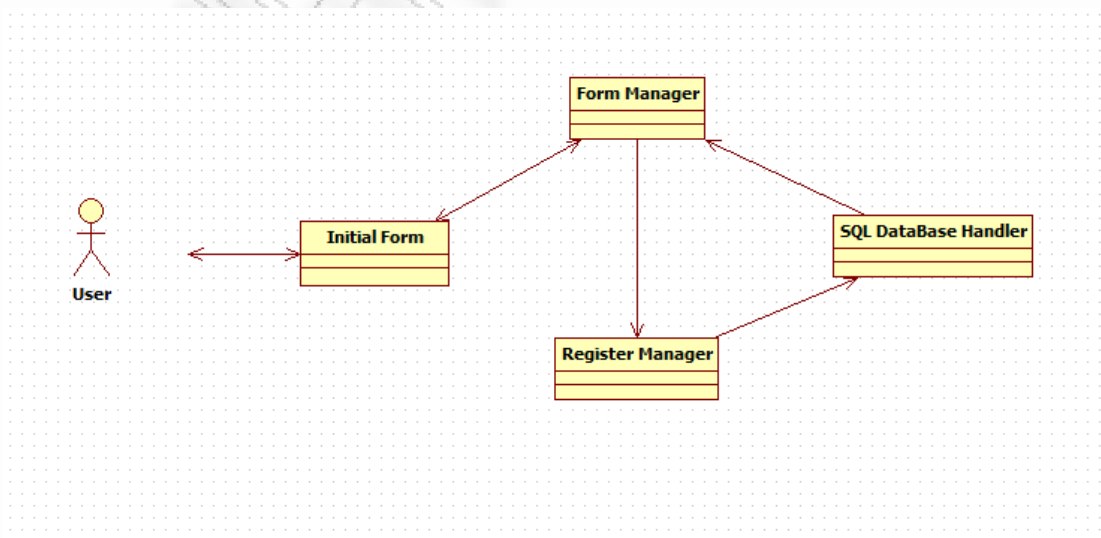 Form Manager
Initial Form
SQL DataBase Handler
User
Register Manager